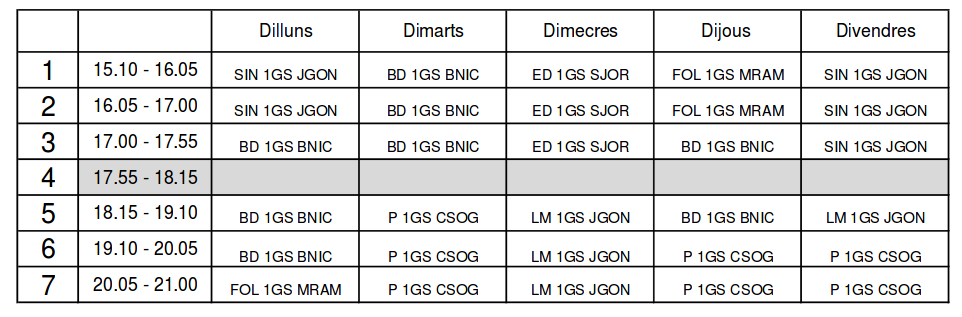 Dilluns Dimarts Dimecres Dijous Divendres
1 15.10 - 16.05 SIN 1GS JGON BD 1GS BNIC ED 1GS SJOR FOL 1GS MRAM SIN 1GS JGON
2 16.05 - 17.00 SIN 1GS JGON BD 1GS BNIC ED 1GS SJOR FOL 1GS MRAM SIN 1GS JGON
3 17.00 - 17.55 BD 1GS BNIC BD 1GS BNIC ED 1GS SJOR BD 1GS BNIC SIN 1GS JGON
4 17.55 - 18.15
5 18.15 - 19.10 BD 1GS BNIC P 1GS CSOG LM 1GS JGON BD 1GS BNIC LM 1GS JGON
6 19.10 - 20.05 BD 1GS BNIC P 1GS CSOG LM 1GS JGON P 1GS CSOG P 1GS CSOG
7 20.05 - 21.00 FOL 1GS MRAM P 1GS CSOG LM 1GS JGON P 1GS CSOG P 1GS CSOG